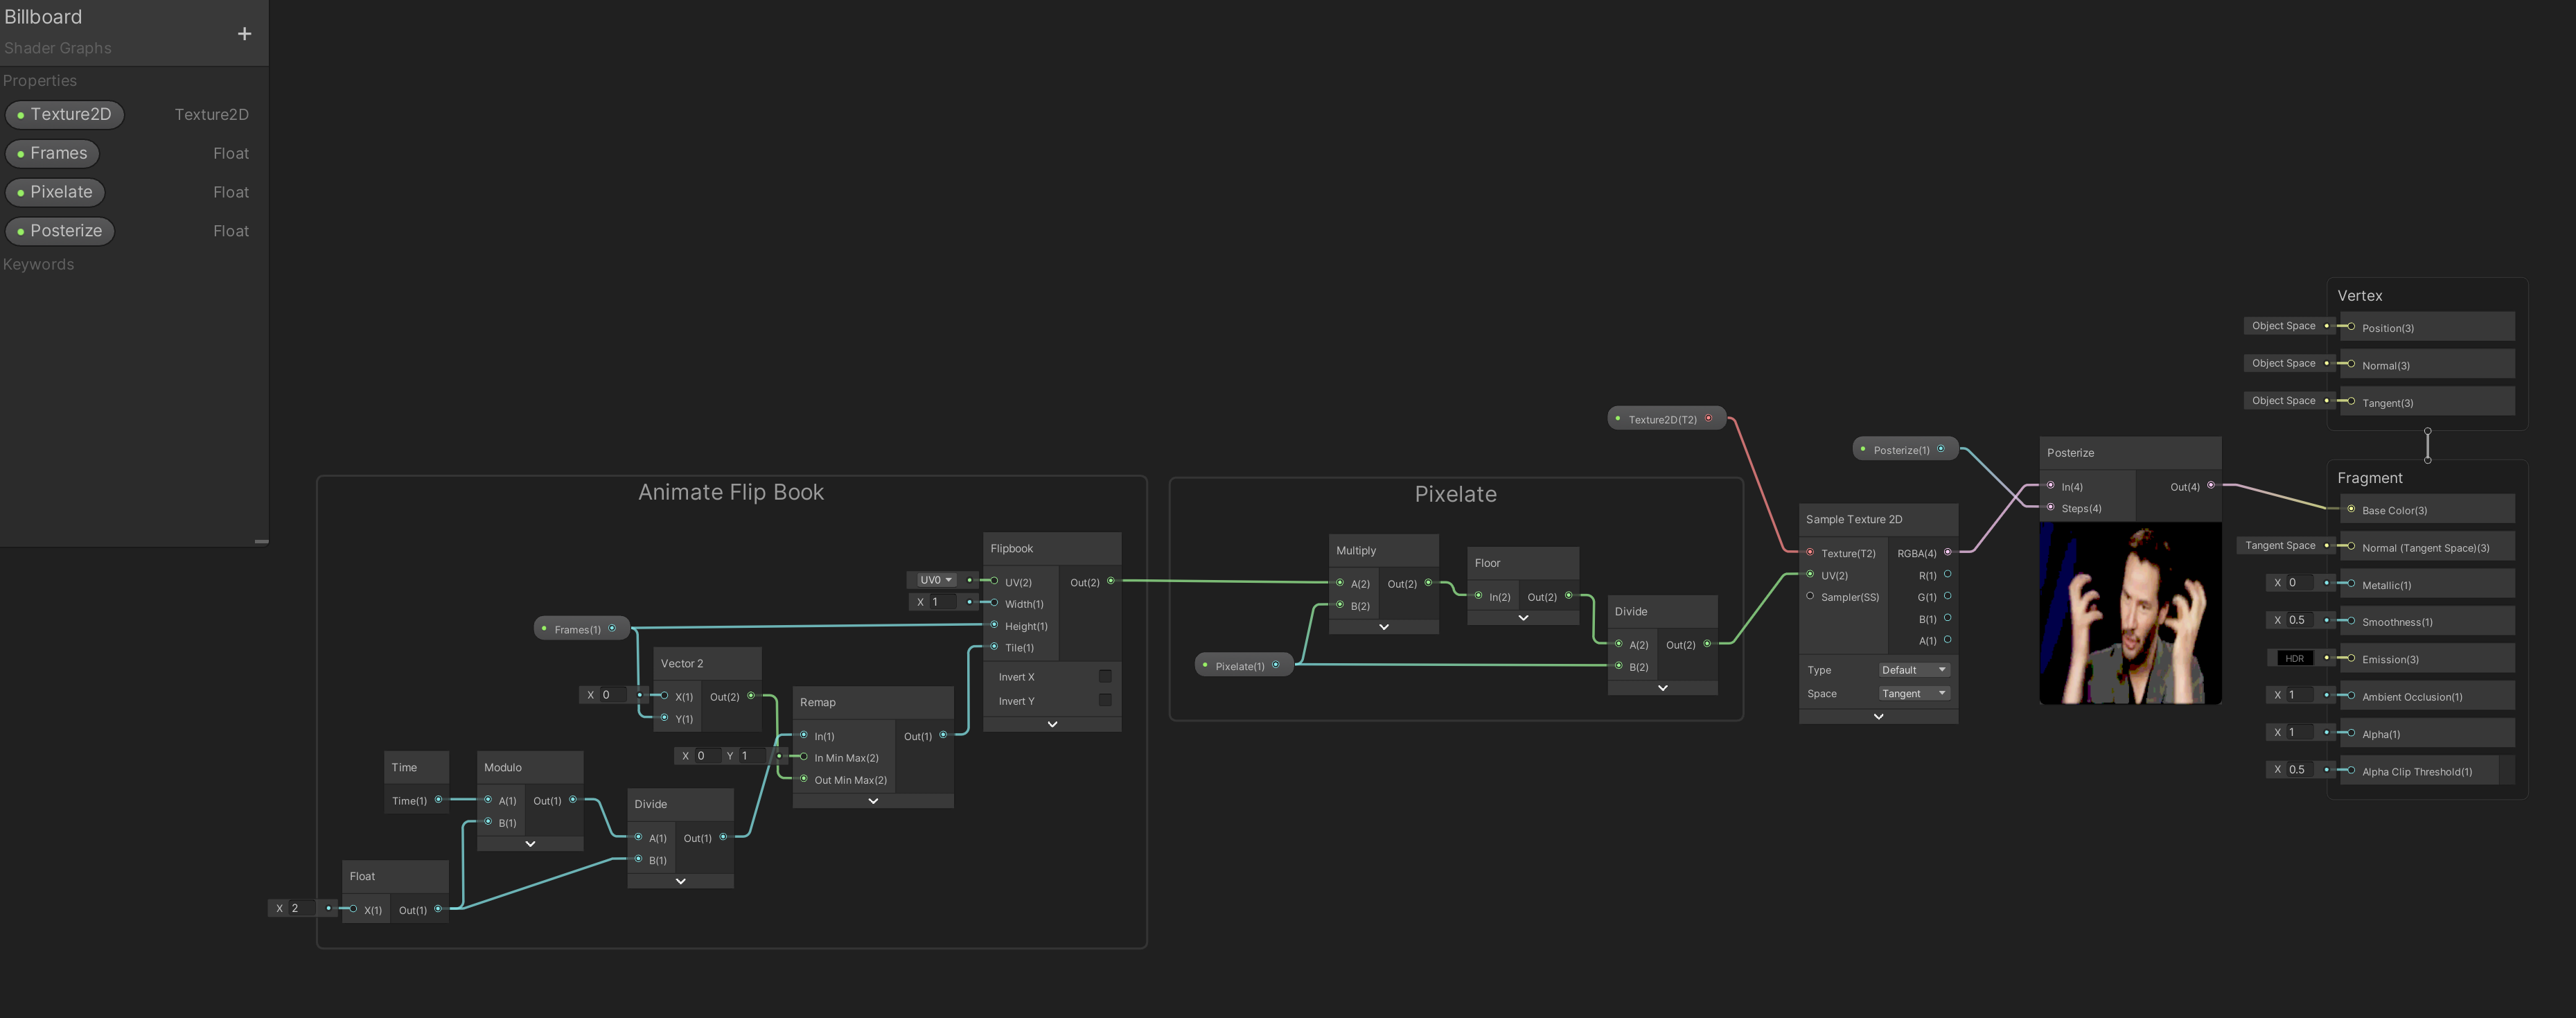 Billboard
Shader Graphs
+
Properties
Texture2D Texture2D
Frames Float
Pixelate Float
Posterize Float
Keywords
Animate Flip Book
Flipbook
UV0 UV(2) Out(2)
X 1 Width(1)
Height(1)
Tile(1)
Invert X
Invert Y
Frames(1)
Vector 2
X 0 X(1) Out(2)
Y(1)
Remap
In(1) Out(1)
X 0 Y 1 In Min Max(2)
Out Min Max(2)
Time
Time(1)
Modulo
A(1) Out(1)
B(1)
Divide
A(1) Out(1)
B(1)
Float
X 2 X(1) Out(1)
Pixelate
Multiply
A(2) Out(2)
B(2)
Floor
In(2) Out(2)
Divide
A(2) Out(2)
B(2)
Pixelate(1)
Texture2D(T2)
Sample Texture 2D
Texture(T2) RGBA(4)
UV(2) R(1)
Sampler(SS) G(1)
B(1)
A(1)
Type Default
Space Tangent
Posterize(1)
Posterize
In(4) Out(4)
Steps(4)
Vertex
Object Space Position(3)
Object Space Normal(3)
Object Space Tangent(3)
Fragment
Base Color(3)
Tangent Space Normal (Tangent Space)(3)
X 0 Metallic(1)
X 0.5 Smoothness(1)
HDR Emission(3)
X 1 Ambient Occlusion(1)
X 1 Alpha(1)
X 0.5 Alpha Clip Threshold(1)